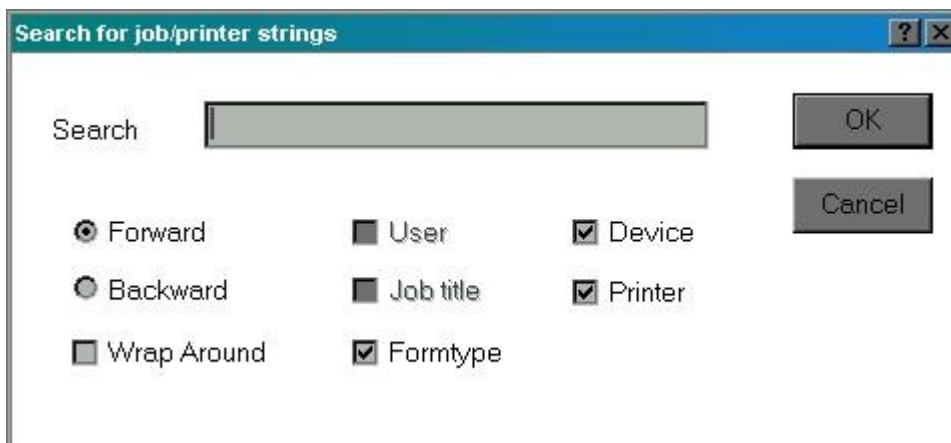 Search for job/printer strings
Search
OK
Cancel
Forward
User
Device
Backward
Job title
Printer
Wrap Around
Formtype